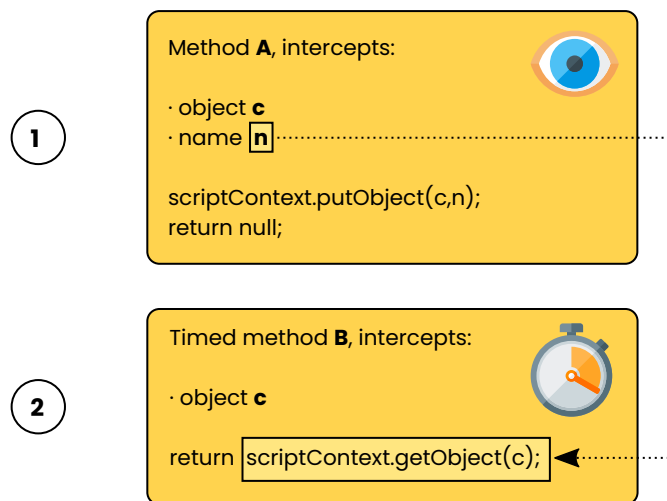 Method A, intercepts:
· object c
1
· name n
scriptContext.putObject(c,n);
return null;
Timed method B, intercepts:
2
· object c
return scriptContext.getObject(c);